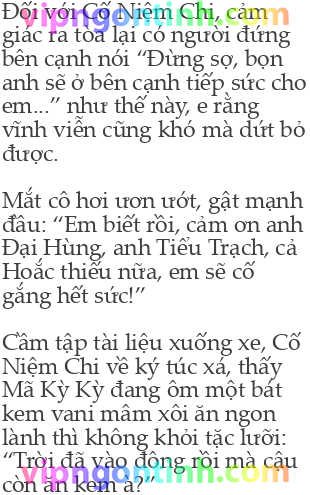 Đối với Cố Niệm Chi, cảm
giác ra tòa lại có người đứng
bên cạnh nói “Đừng sợ, bọn
anh sẽ ở bên cạnh tiếp sức cho
em...” như thế này, e rằng
vĩnh viễn cũng khó mà dứt bỏ
được.

Mắt cô hơi ươn ướt, gật mạnh
đầu: “Em biết rồi, cảm ơn anh
Đại Hùng, anh Tiểu Trạch, cả
Hoắc thiếu nữa, em sẽ cố
gắng hết sức!”

Cầm tập tài liệu xuống xe, Cố
Niệm Chi về ký túc xá, thấy
Mã Kỳ Kỳ đang ôm một bát
kem vani mâm xôi ăn ngon
lành thì không khỏi tặc lưỡi:
“Trời đã vào đông rồi mà cậu
còn ăn kem à?”
vipngontinh.com
vipngontinh.com